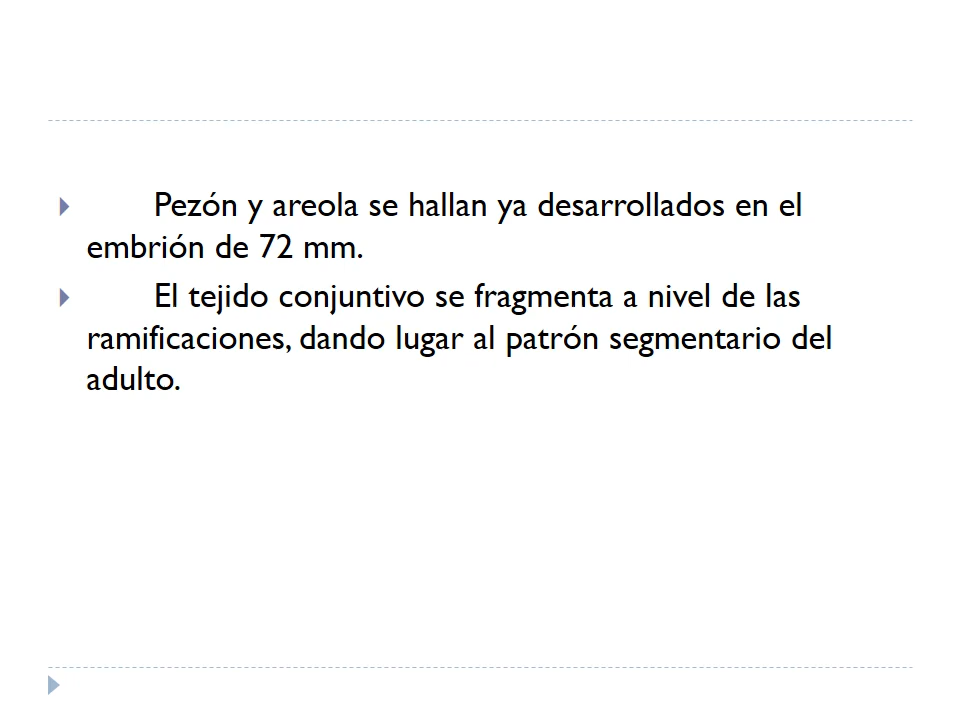 Pezón y areola se hallan ya desarrollados en el
embrión de 72 mm.
El tejido conjuntivo se fragmenta a nivel de las
ramificaciones, dando lugar al patrón segmentario del
adulto.